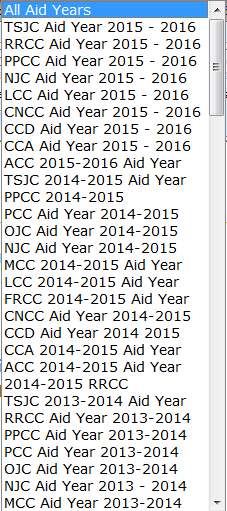 All Aid Years
TSJC Aid Year 2015 - 2016
RRCC Aid Year 2015 - 2016
PPCC Aid Year 2015 - 2016
NJC Aid Year 2015 - 2016
LCC Aid Year 2015 - 2016
CNCC Aid Year 2015 - 2016
CCD Aid Year 2015 - 2016
CCA Aid Year 2015 - 2016
ACC 2015-2016 Aid Year
TSJC 2014-2015 Aid Year
PPCC 2014-2015
PCC Aid Year 2014-2015
OJC Aid Year 2014-2015
NJC Aid Year 2014-2015
MCC 2014-2015 Aid Year
LCC 2014-2015 Aid Year
FRCC 2014-2015 Aid Year
CNCC Aid Year 2014-2015
CCD Aid Year 2014 2015
CCA 2014-2015 Aid Year
ACC 2014-2015 Aid Year
2014-2015 RRCC
TSJC 2013-2014 Aid Year
RRCC Aid Year 2013-2014
PPCC Aid Year 2013-2014
PCC Aid Year 2013-2014
OJC Aid Year 2013-2014
NJC Aid Year 2013 - 2014
MCC Aid Year 2013-2014